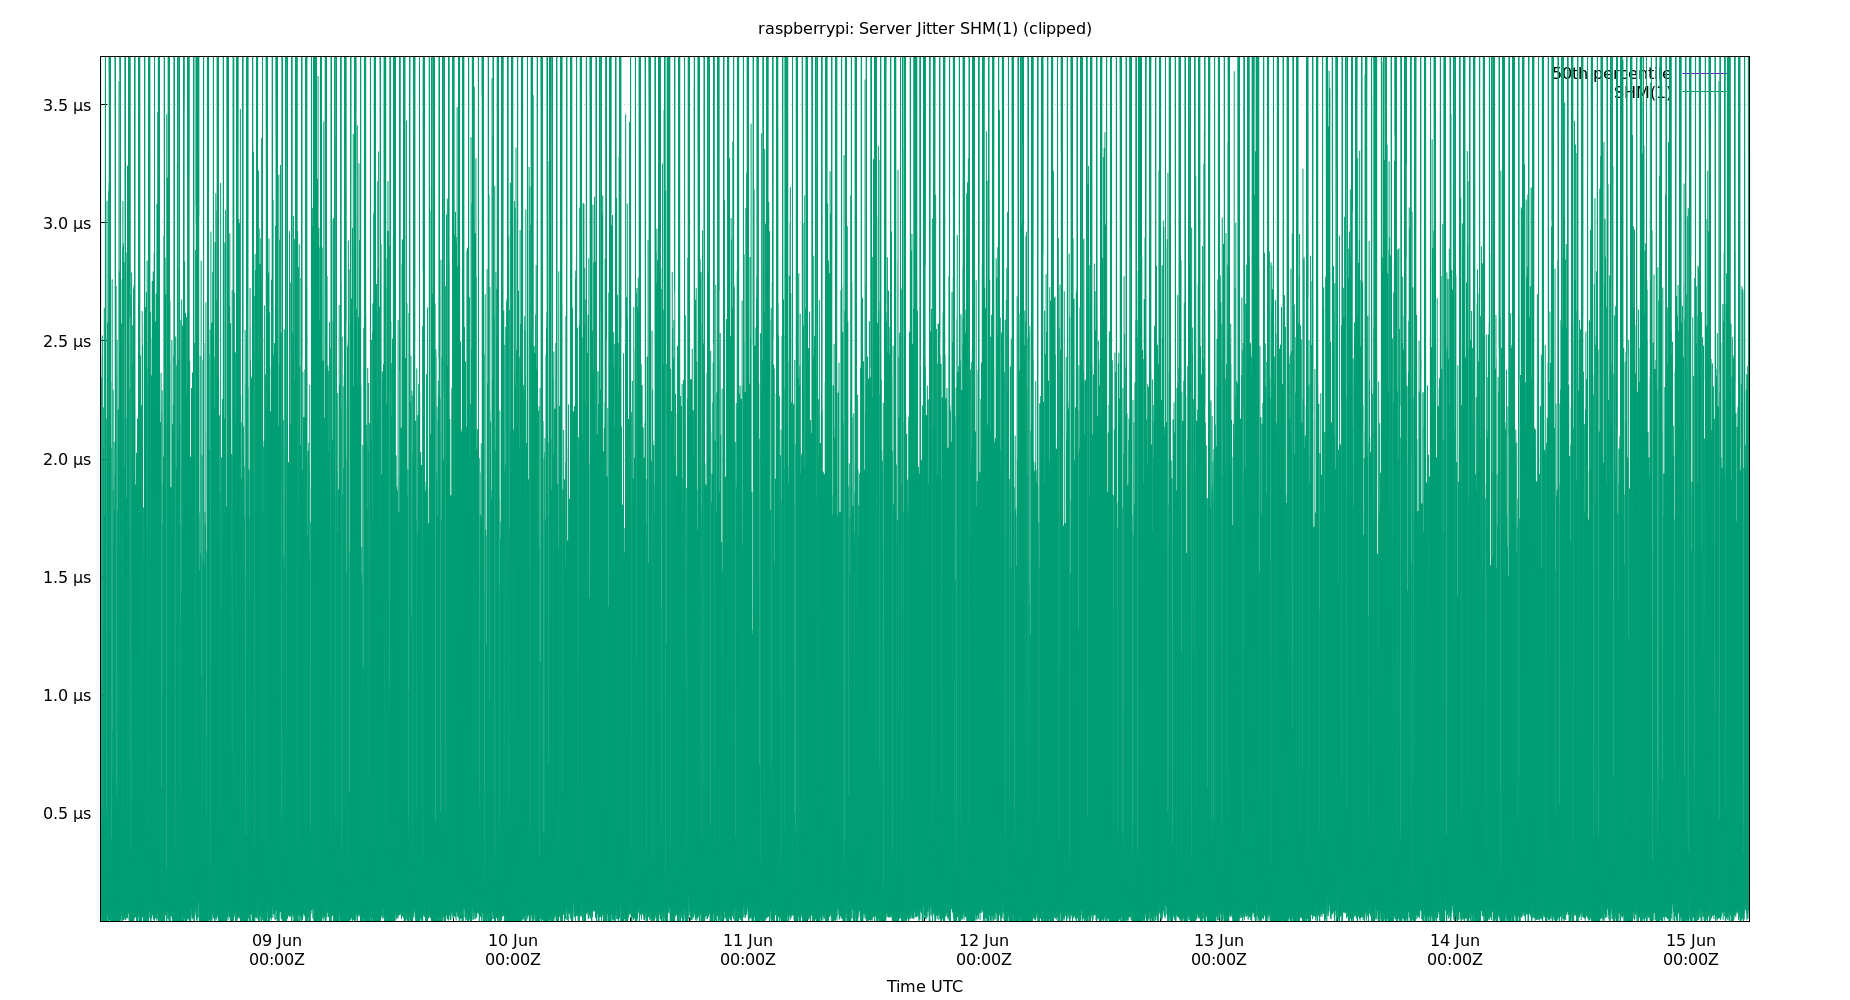 raspberrypi: Server Jitter SHM(1) (clipped)
50th percentile
SHM(1)
3.5 µs
3.0 µs
2.5 µs
2.0 µs
1.5 µs
1.0 µs
0.5 µs
09 Jun 10 Jun 11 Jun 12 Jun 13 Jun 14 Jun 15 Jun
00:00Z 00:00Z 00:00Z 00:00Z 00:00Z 00:00Z 00:00Z
Time UTC